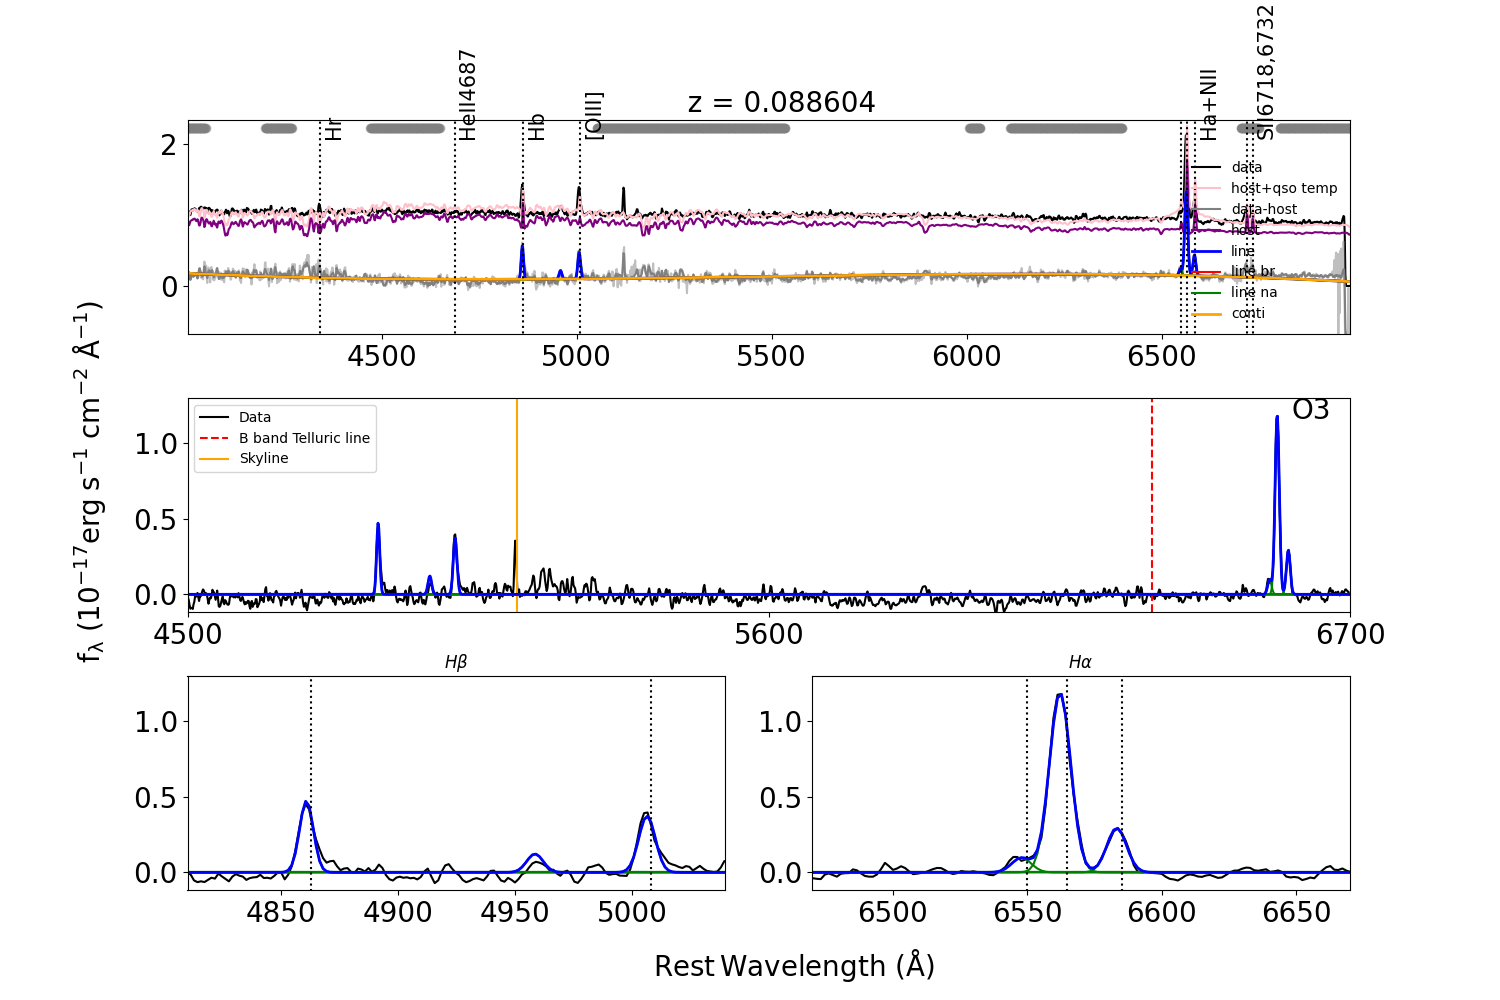 z = 0.088604
Hr
HeII4687
Hb
[OIII]
Ha+NII
SII6718,6732
2
1
0
data
host+qso temp
data-host
host
line
line br
line na
conti
4500 5000 5500 6000 6500
f_λ (10^−17 erg s^−1 cm^−2 Å^−1)
Data
B band Telluric line
Skyline
O3
1.0
0.5
0.0
4500 5600 6700
Hβ
1.0
0.5
0.0
4850 4900 4950 5000
Hα
1.0
0.5
0.0
6500 6550 6600 6650
Rest Wavelength (Å)